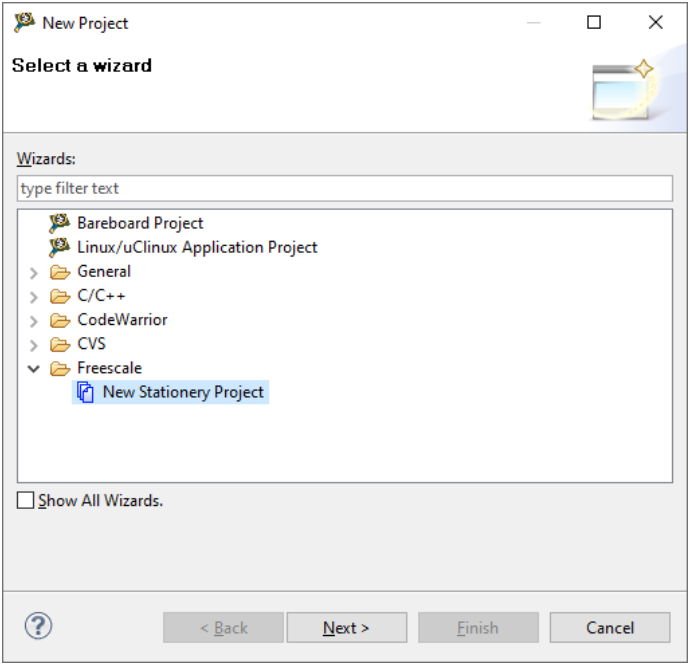 New Project
Select a wizard
Wizards:
type filter text
Bareboard Project
Linux/uClinux Application Project
General
C/C++
CodeWarrior
CVS
Freescale
New Stationery Project
Show All Wizards.
?
< Back Next > Finish Cancel